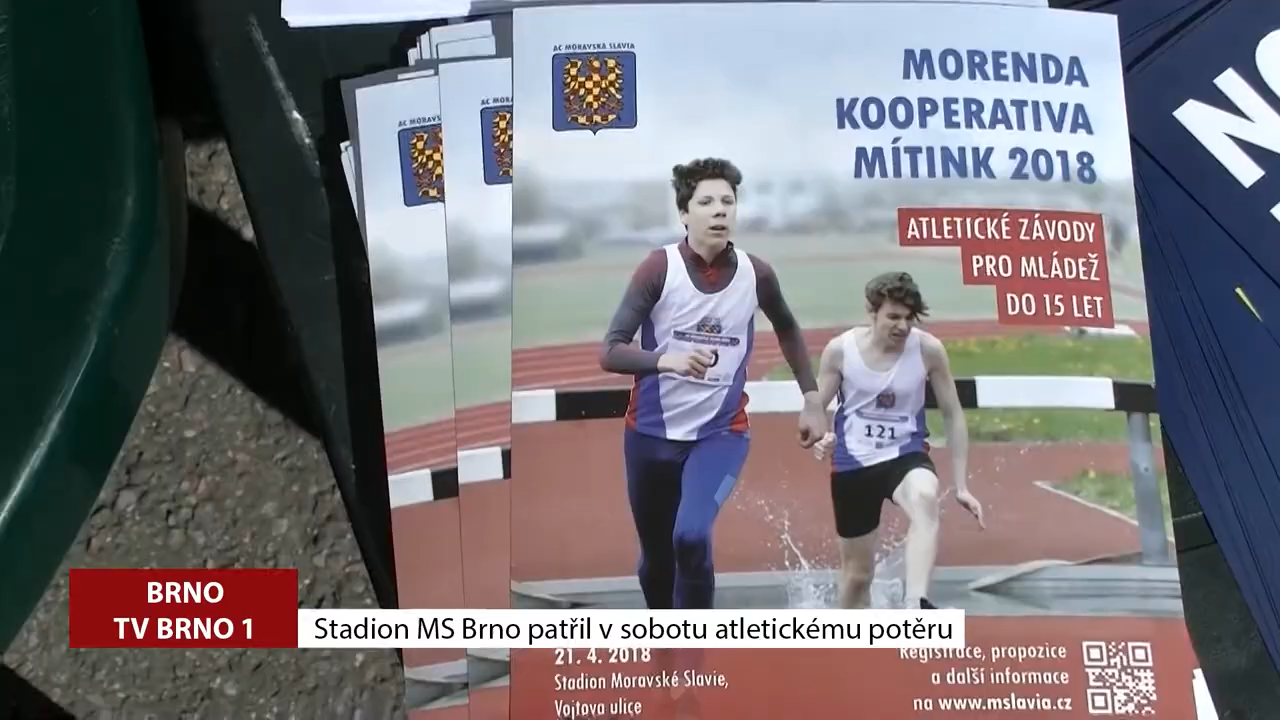 AC MORAVSKÁ SLAVIA
MORENDA
KOOPERATIVA
MÍTINK 2018
ATLETICKÉ ZÁVODY
PRO MLÁDEŽ
DO 15 LET
121
BRNO
TV BRNO 1
Stadion MS Brno patřil v sobotu atletickému potěru
21. 4. 2018
Stadion Moravské Slavie,
Vojtova ulice
Registrace, propozice
a další informace
na www.mslavia.cz